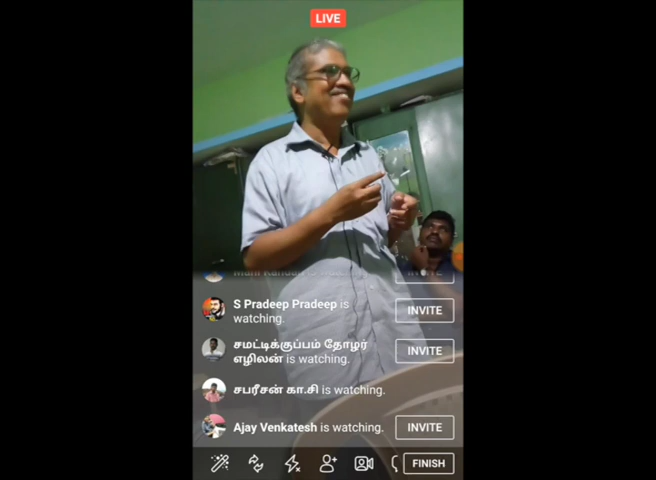 LIVE
INVITE
S Pradeep Pradeep is
watching.
INVITE
சமட்டிக்குப்பம் தோழர்
எழிலன் is watching.
INVITE
சபரீசன் கா.சி is watching.
Ajay Venkatesh is watching.
INVITE
FINISH